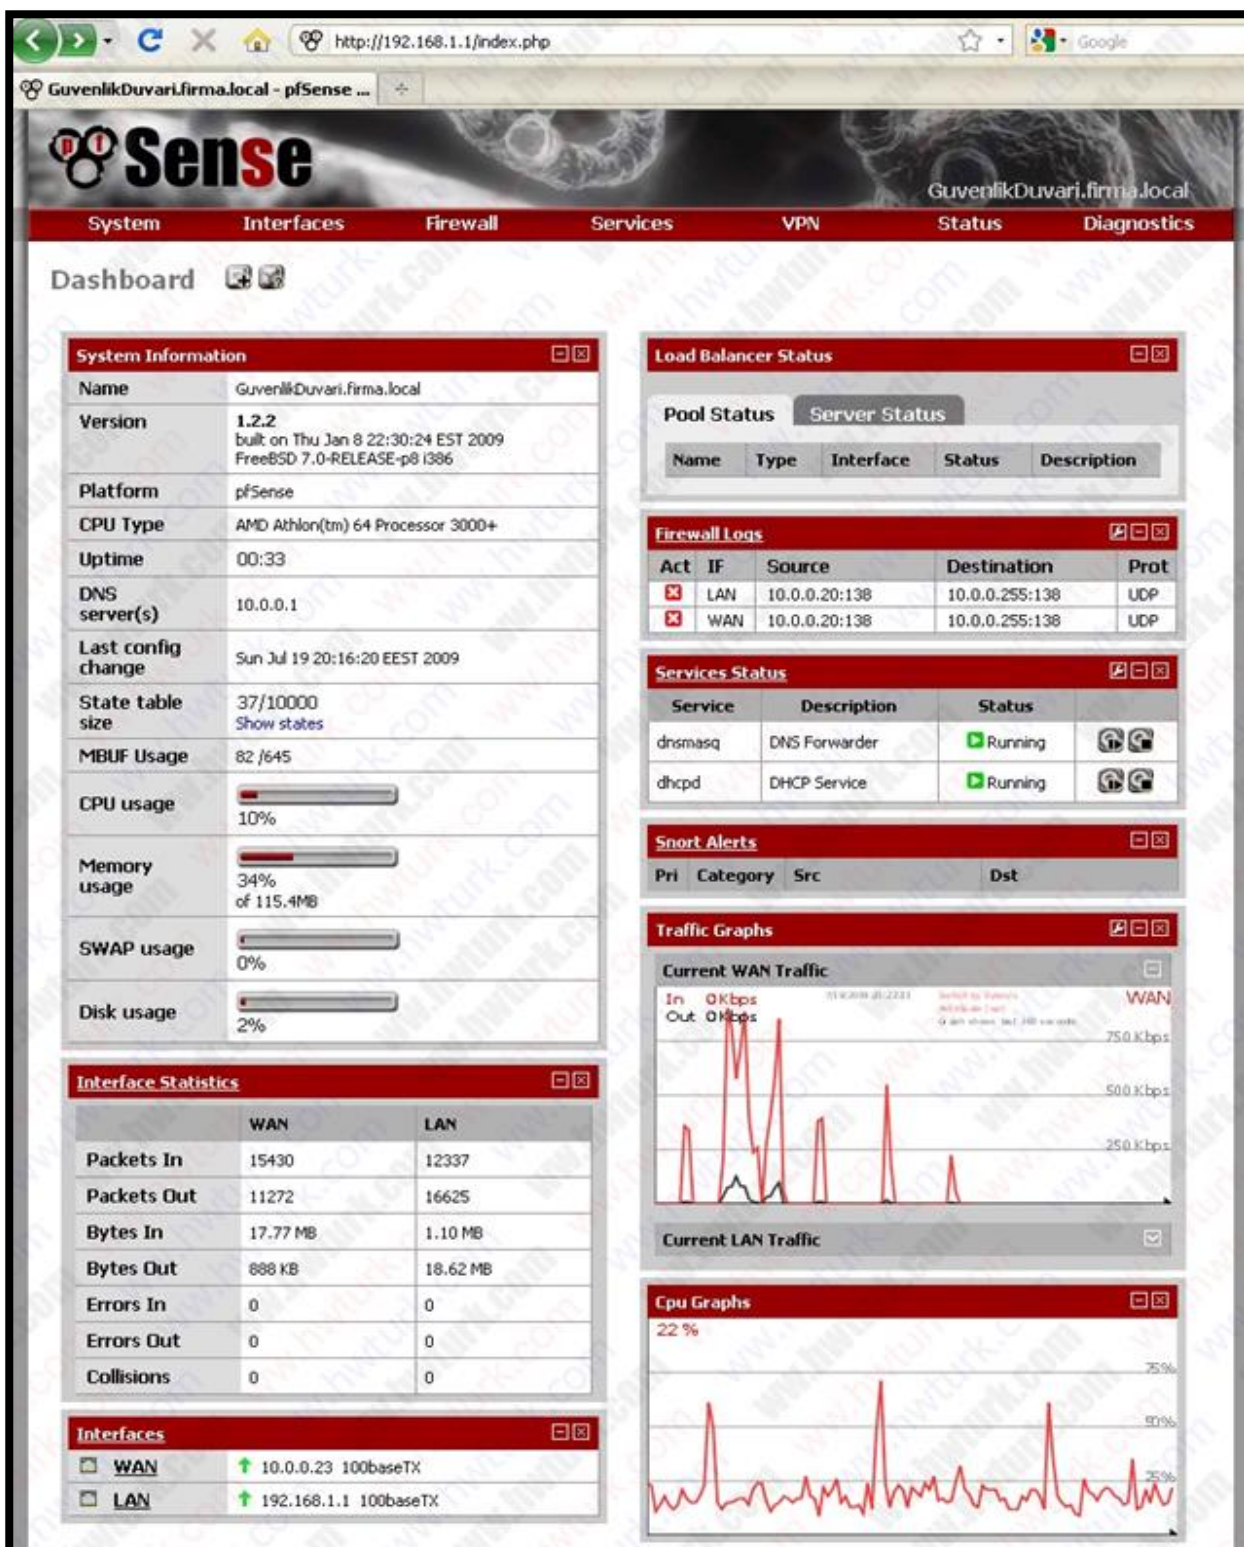 http://192.168.1.1/index.php
Google
GuvenlikDuvari.firma.local - pfSense ...
pf Sense
GuvenlikDuvari.firma.local
System Interfaces Firewall Services VPN Status Diagnostics
Dashboard
System Information
Name GuvenlikDuvari.firma.local
Version 1.2.2
built on Thu Jan 8 22:30:24 EST 2009
FreeBSD 7.0-RELEASE-p8 i386
Platform pfSense
CPU Type AMD Athlon(tm) 64 Processor 3000+
Uptime 00:33
DNS
server(s) 10.0.0.1
Last config
change Sun Jul 19 20:16:20 EEST 2009
State table
size 37/10000
Show states
MBUF Usage 82 /645
CPU usage
10%
Memory
usage
34%
of 115.4MB
SWAP usage
0%
Disk usage
2%
Interface Statistics
WAN LAN
Packets In 15430 12337
Packets Out 11272 16625
Bytes In 17.77 MB 1.10 MB
Bytes Out 888 KB 18.62 MB
Errors In 0 0
Errors Out 0 0
Collisions 0 0
Interfaces
WAN 10.0.0.23 100baseTX
LAN 192.168.1.1 100baseTX
Load Balancer Status
Pool Status Server Status
Name Type Interface Status Description
Firewall Logs
Act IF Source Destination Prot
LAN 10.0.0.20:138 10.0.0.255:138 UDP
WAN 10.0.0.20:138 10.0.0.255:138 UDP
Services Status
Service Description Status
dnsmasq DNS Forwarder Running
dhcpd DHCP Service Running
Snort Alerts
Pri Category Src Dst
Traffic Graphs
Current WAN Traffic
In 0 Kbps WAN
Out 0 Kbps
750 Kbps
500 Kbps
250 Kbps
Current LAN Traffic
Cpu Graphs
22 %
75%
50%
25%
www.hwturk.com